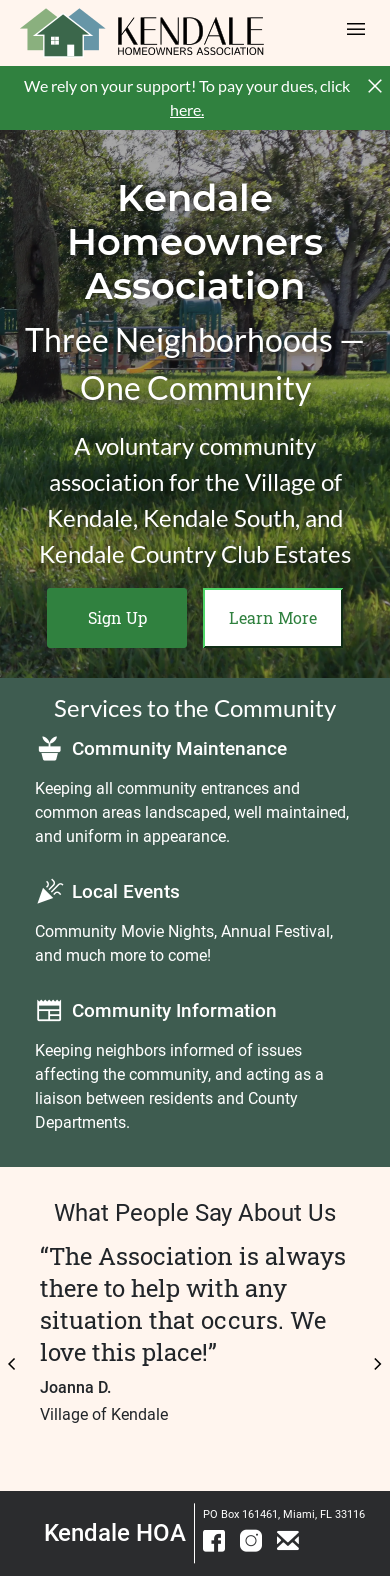 KENDALE
HOMEOWNERS ASSOCIATION
We rely on your support! To pay your dues, click
here.
Kendale
Homeowners
Association
Three Neighborhoods —
One Community
A voluntary community
association for the Village of
Kendale, Kendale South, and
Kendale Country Club Estates
Sign Up
Learn More
Services to the Community
Community Maintenance
Keeping all community entrances and
common areas landscaped, well maintained,
and uniform in appearance.
Local Events
Community Movie Nights, Annual Festival,
and much more to come!
Community Information
Keeping neighbors informed of issues
affecting the community, and acting as a
liaison between residents and County
Departments.
What People Say About Us
“The Association is always
there to help with any
situation that occurs. We
love this place!”
Joanna D.
Village of Kendale
Kendale HOA
PO Box 161461, Miami, FL 33116